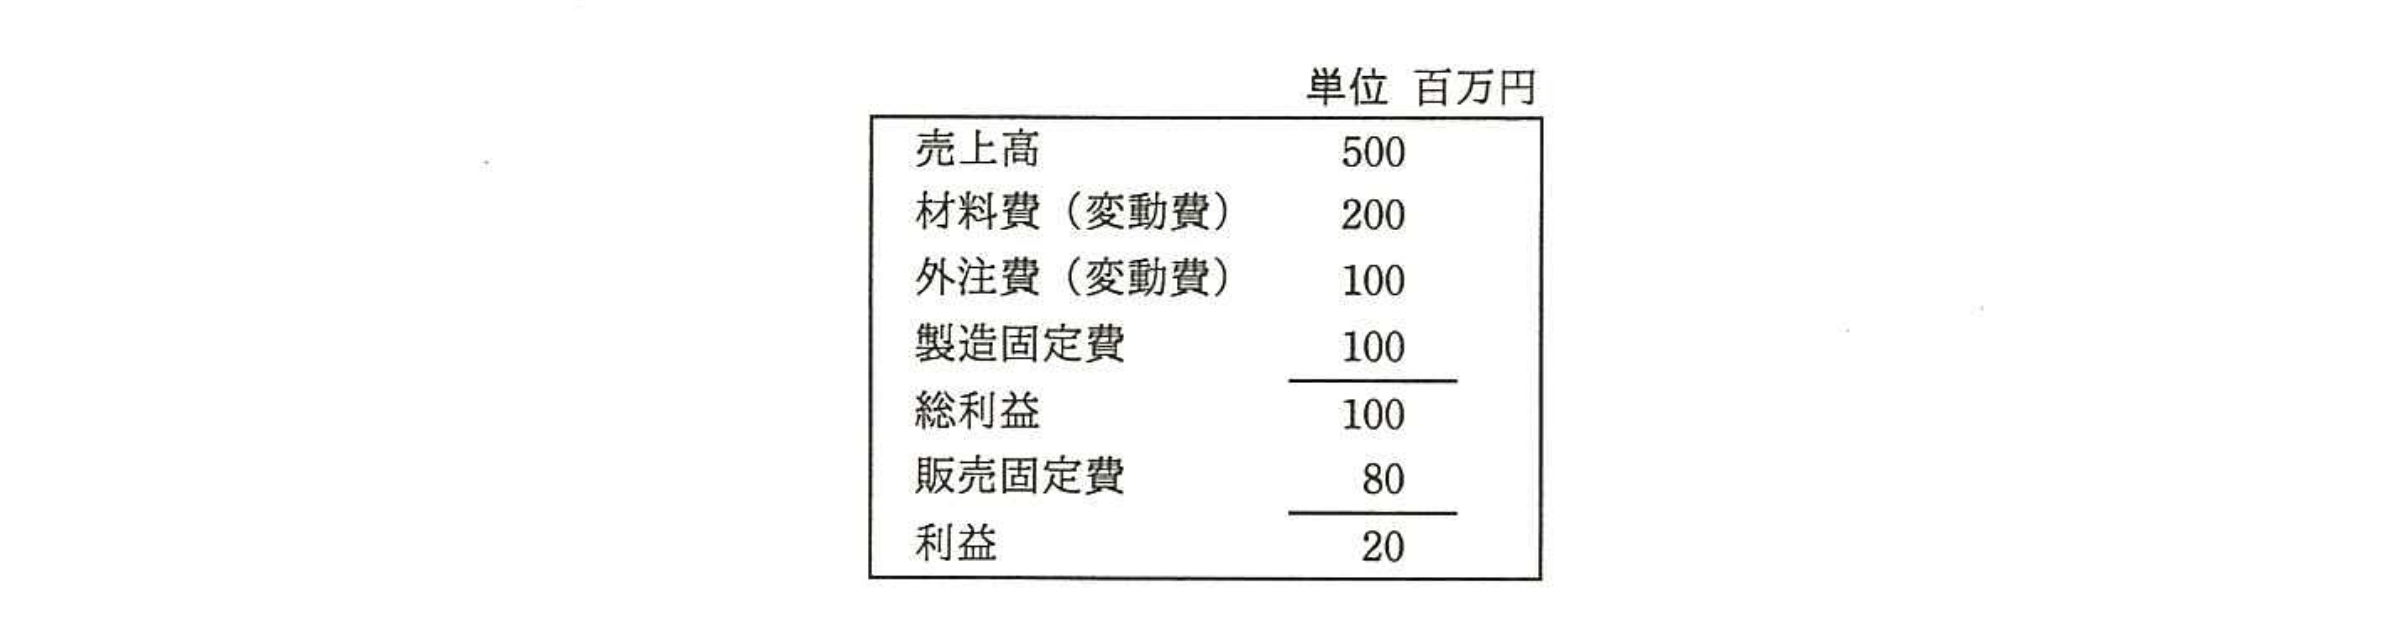 単位 百万円
売上高 500
材料費（変動費） 200
外注費（変動費） 100
製造固定費 100
総利益 100
販売固定費 80
利益 20